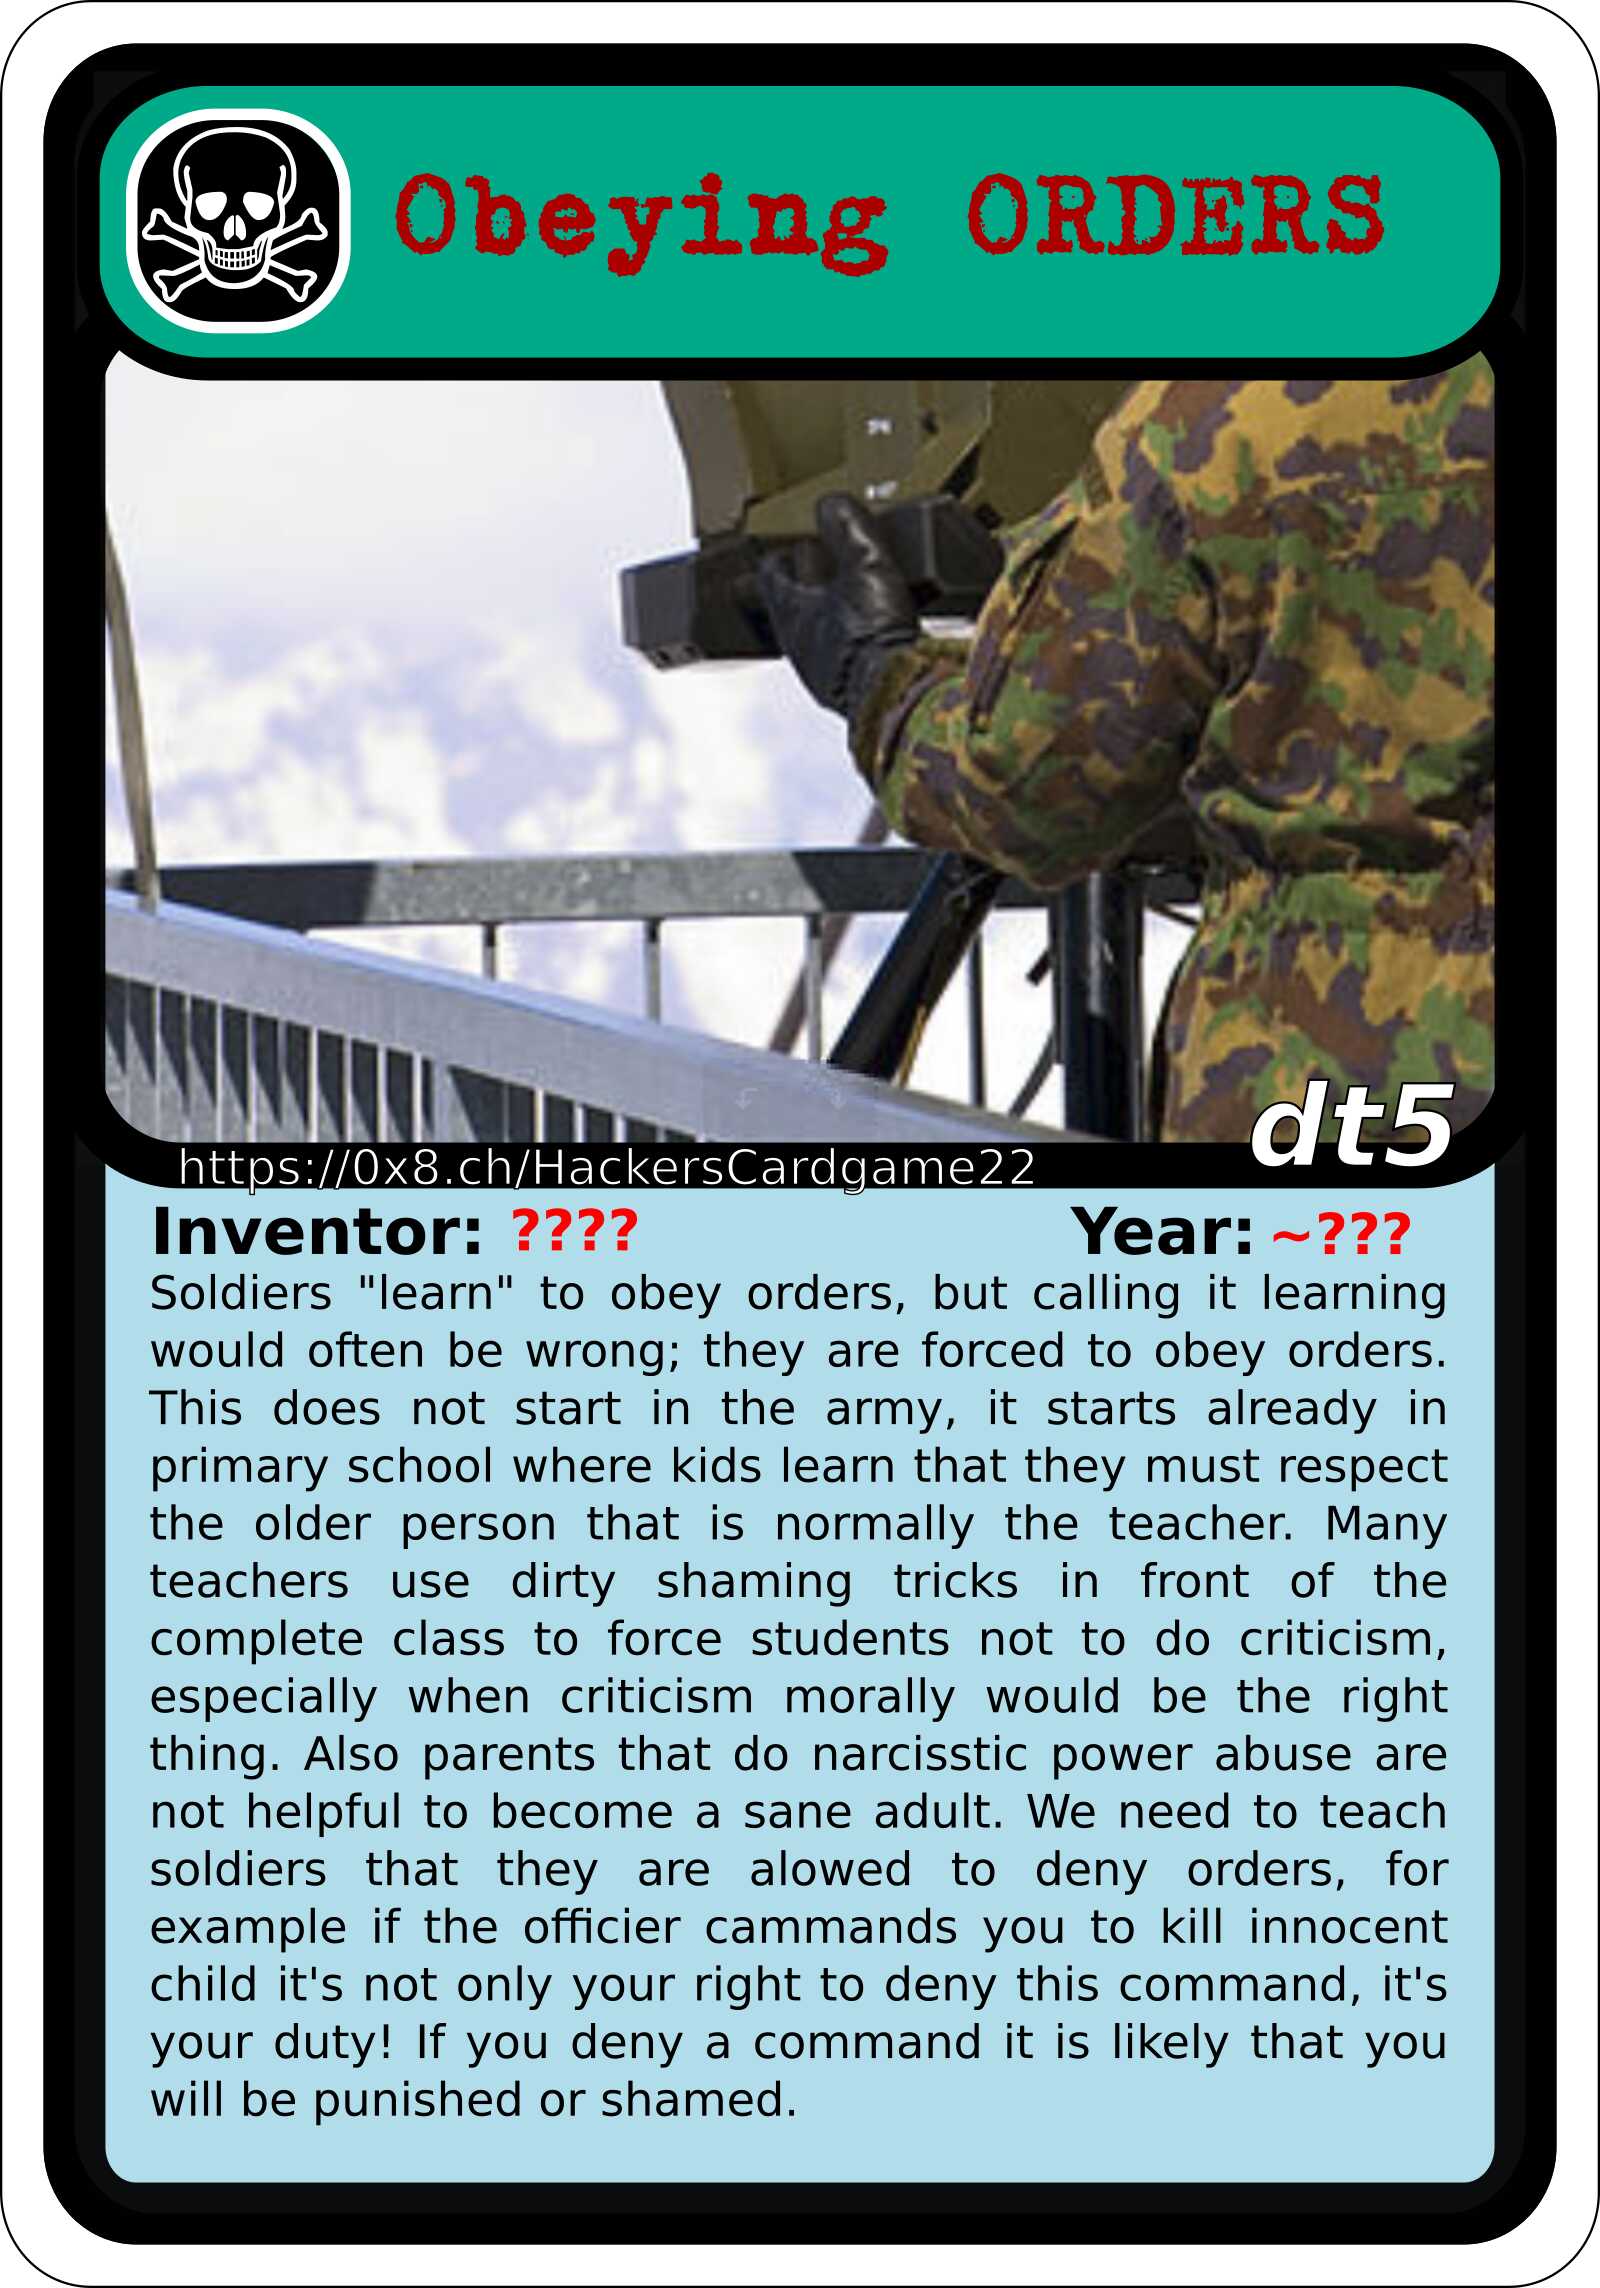 Obeying ORDERS
dt5
https://0x8.ch/HackersCardgame22
Inventor: ???? Year: ~???
Soldiers "learn" to obey orders, but calling it learning
would often be wrong; they are forced to obey orders.
This does not start in the army, it starts already in
primary school where kids learn that they must respect
the older person that is normally the teacher. Many
teachers use dirty shaming tricks in front of the
complete class to force students not to do criticism,
especially when criticism morally would be the right
thing. Also parents that do narcisstic power abuse are
not helpful to become a sane adult. We need to teach
soldiers that they are alowed to deny orders, for
example if the officier cammands you to kill innocent
child it's not only your right to deny this command, it's
your duty! If you deny a command it is likely that you
will be punished or shamed.